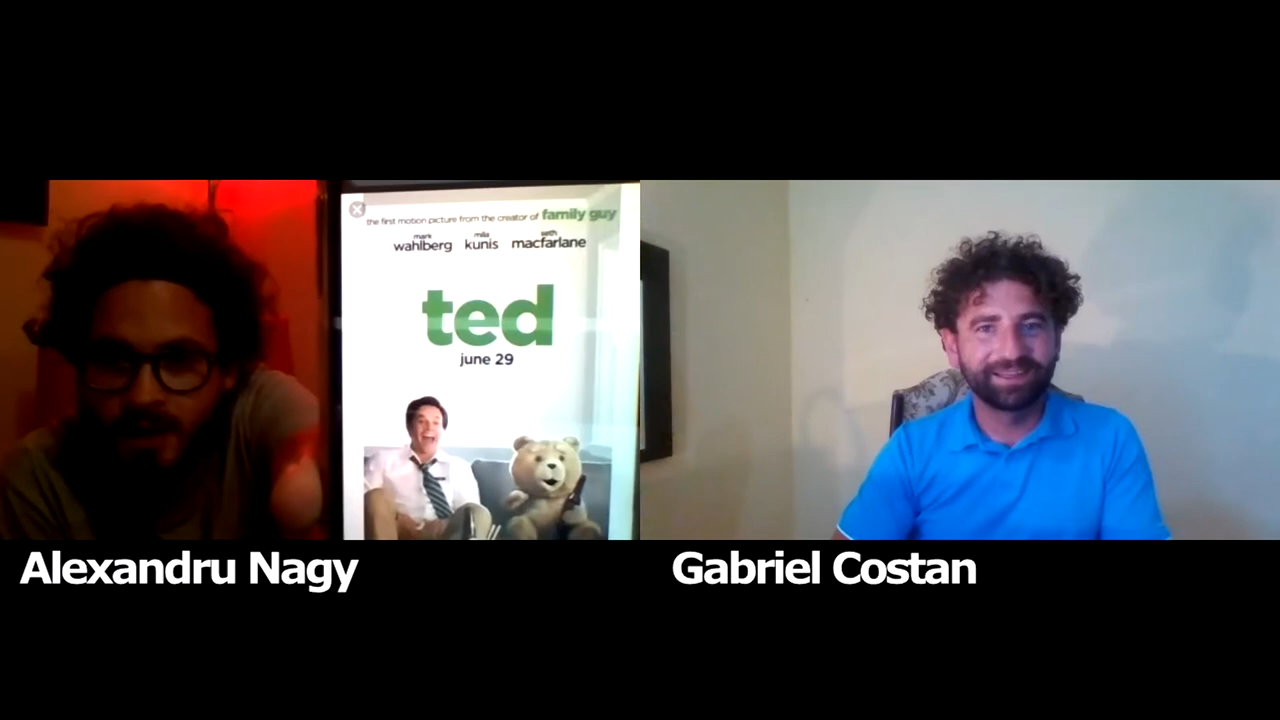 the first motion picture from the creator of family guy
mark wahlberg mila kunis seth macfarlane
ted
june 29
Alexandru Nagy
Gabriel Costan